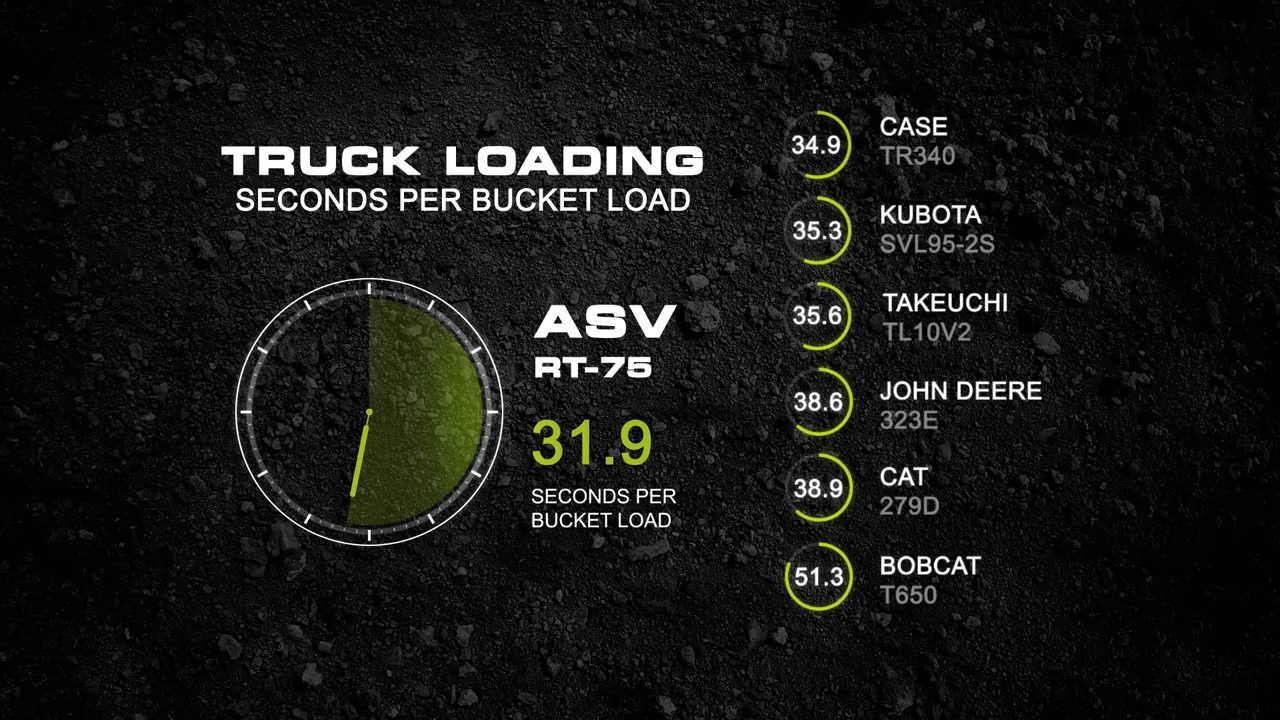 TRUCK LOADING
SECONDS PER BUCKET LOAD
ASV
RT-75
31.9
SECONDS PER
BUCKET LOAD
34.9
CASE
TR340
35.3
KUBOTA
SVL95-2S
35.6
TAKEUCHI
TL10V2
38.6
JOHN DEERE
323E
38.9
CAT
279D
51.3
BOBCAT
T650